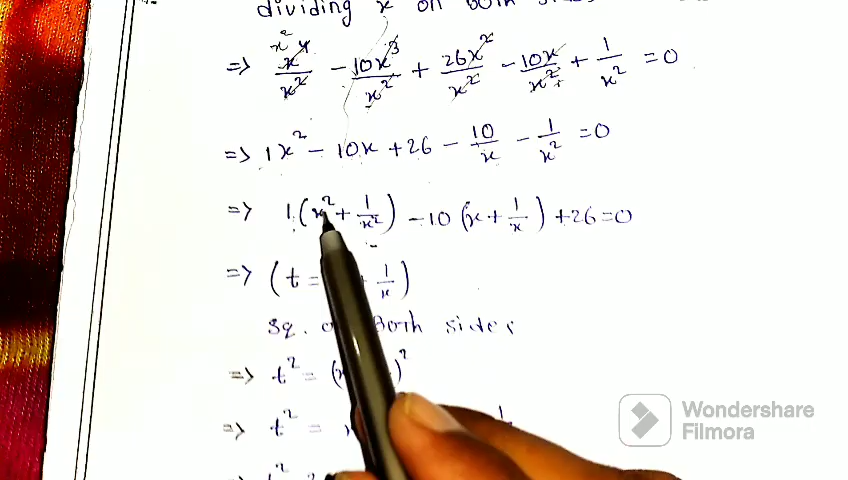 dividing x on both sides
=> x⁴/x² - 10x³/x² + 26x²/x² - 10x/x² + 1/x² = 0
=> 1x² - 10x + 26 - 10/x - 1/x² = 0
=> 1(x² + 1/x²) - 10(x + 1/x) + 26 = 0
=> (t = + 1/x)
Sq. on Both sides
=> t² = (x )²
=> t² = x 1
=> t²
Wondershare
Filmora